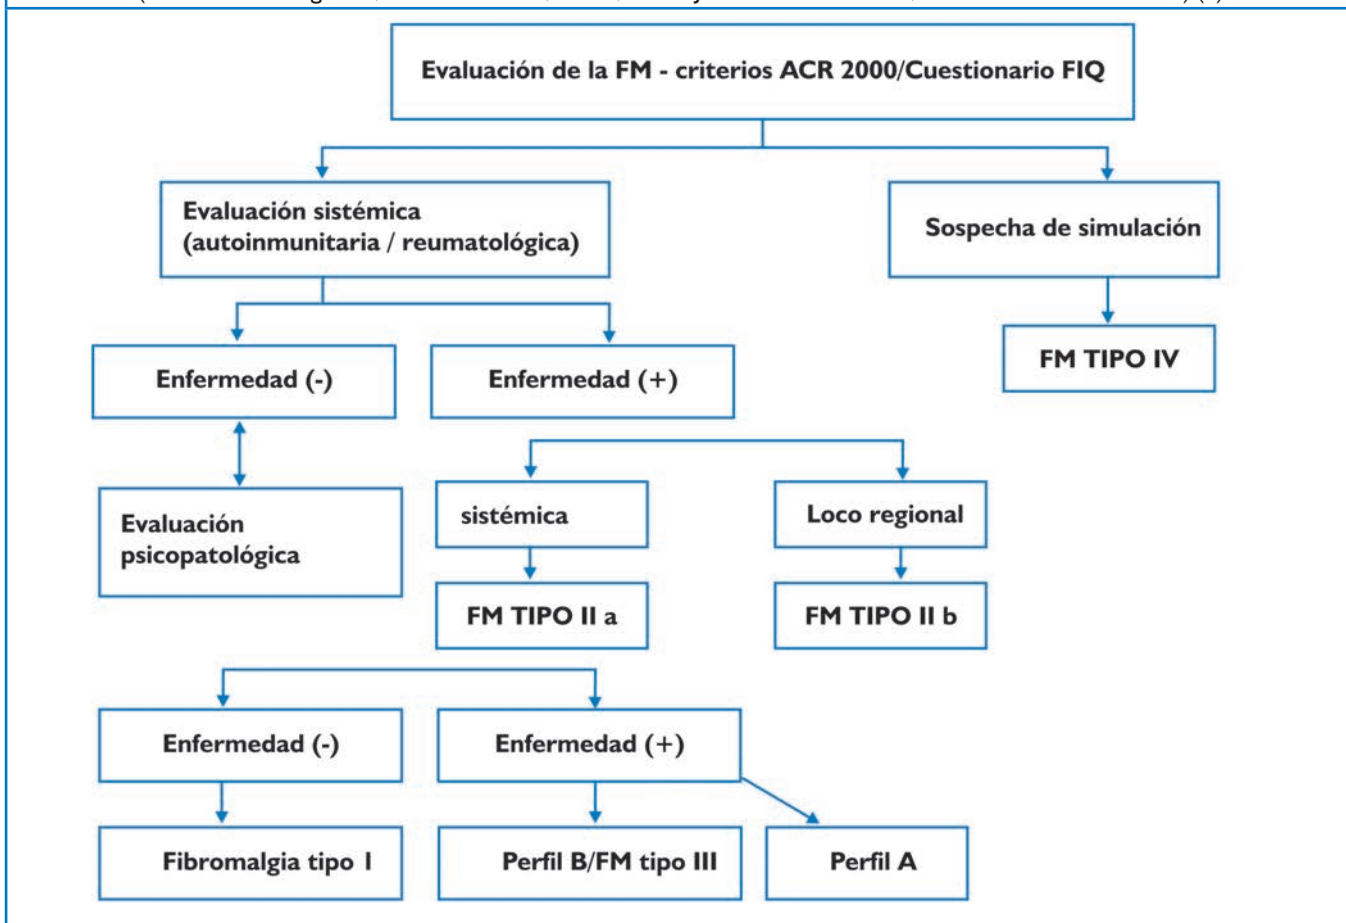 Evaluación de la FM - criterios ACR 2000/Cuestionario FIQ
Evaluación sistémica
(autoinmunitaria / reumatológica)
Sospecha de simulación
Enfermedad (-)
Enfermedad (+)
FM TIPO IV
Evaluación
psicopatológica
sistémica
Loco regional
FM TIPO II a
FM TIPO II b
Enfermedad (-)
Enfermedad (+)
Fibromalgia tipo I
Perfil B/FM tipo III
Perfil A